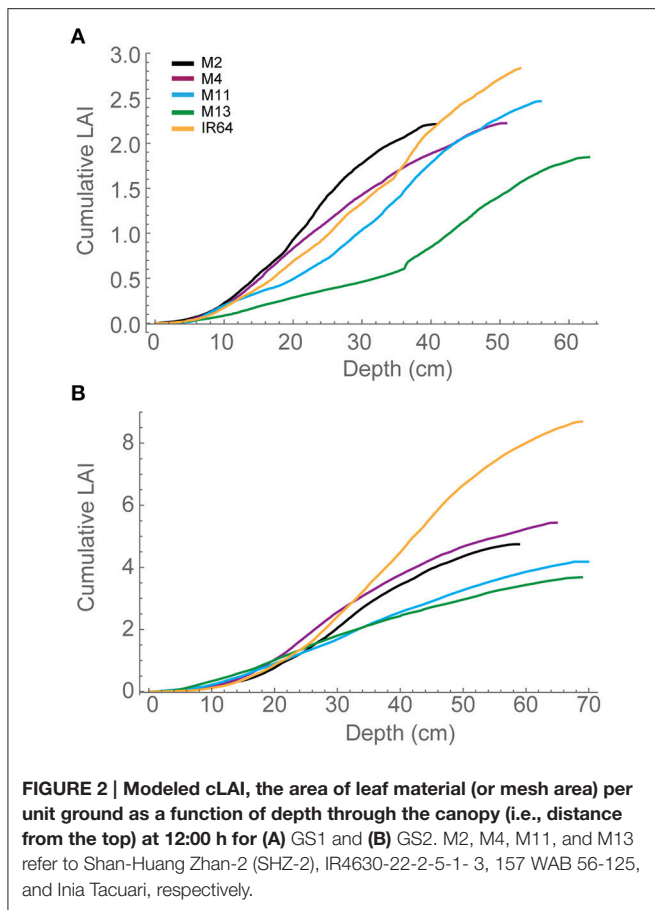 A
3.0
2.5
2.0
1.5
1.0
0.5
0.0
Cumulative LAI
M2
M4
M11
M13
IR64
0 10 20 30 40 50 60
Depth (cm)
B
8
6
4
2
0
Cumulative LAI
0 10 20 30 40 50 60 70
Depth (cm)
FIGURE 2 | Modeled cLAI, the area of leaf material (or mesh area) per
unit ground as a function of depth through the canopy (i.e., distance
from the top) at 12:00 h for (A) GS1 and (B) GS2. M2, M4, M11, and M13
refer to Shan-Huang Zhan-2 (SHZ-2), IR4630-22-2-5-1- 3, 157 WAB 56-125,
and Inia Tacuari, respectively.